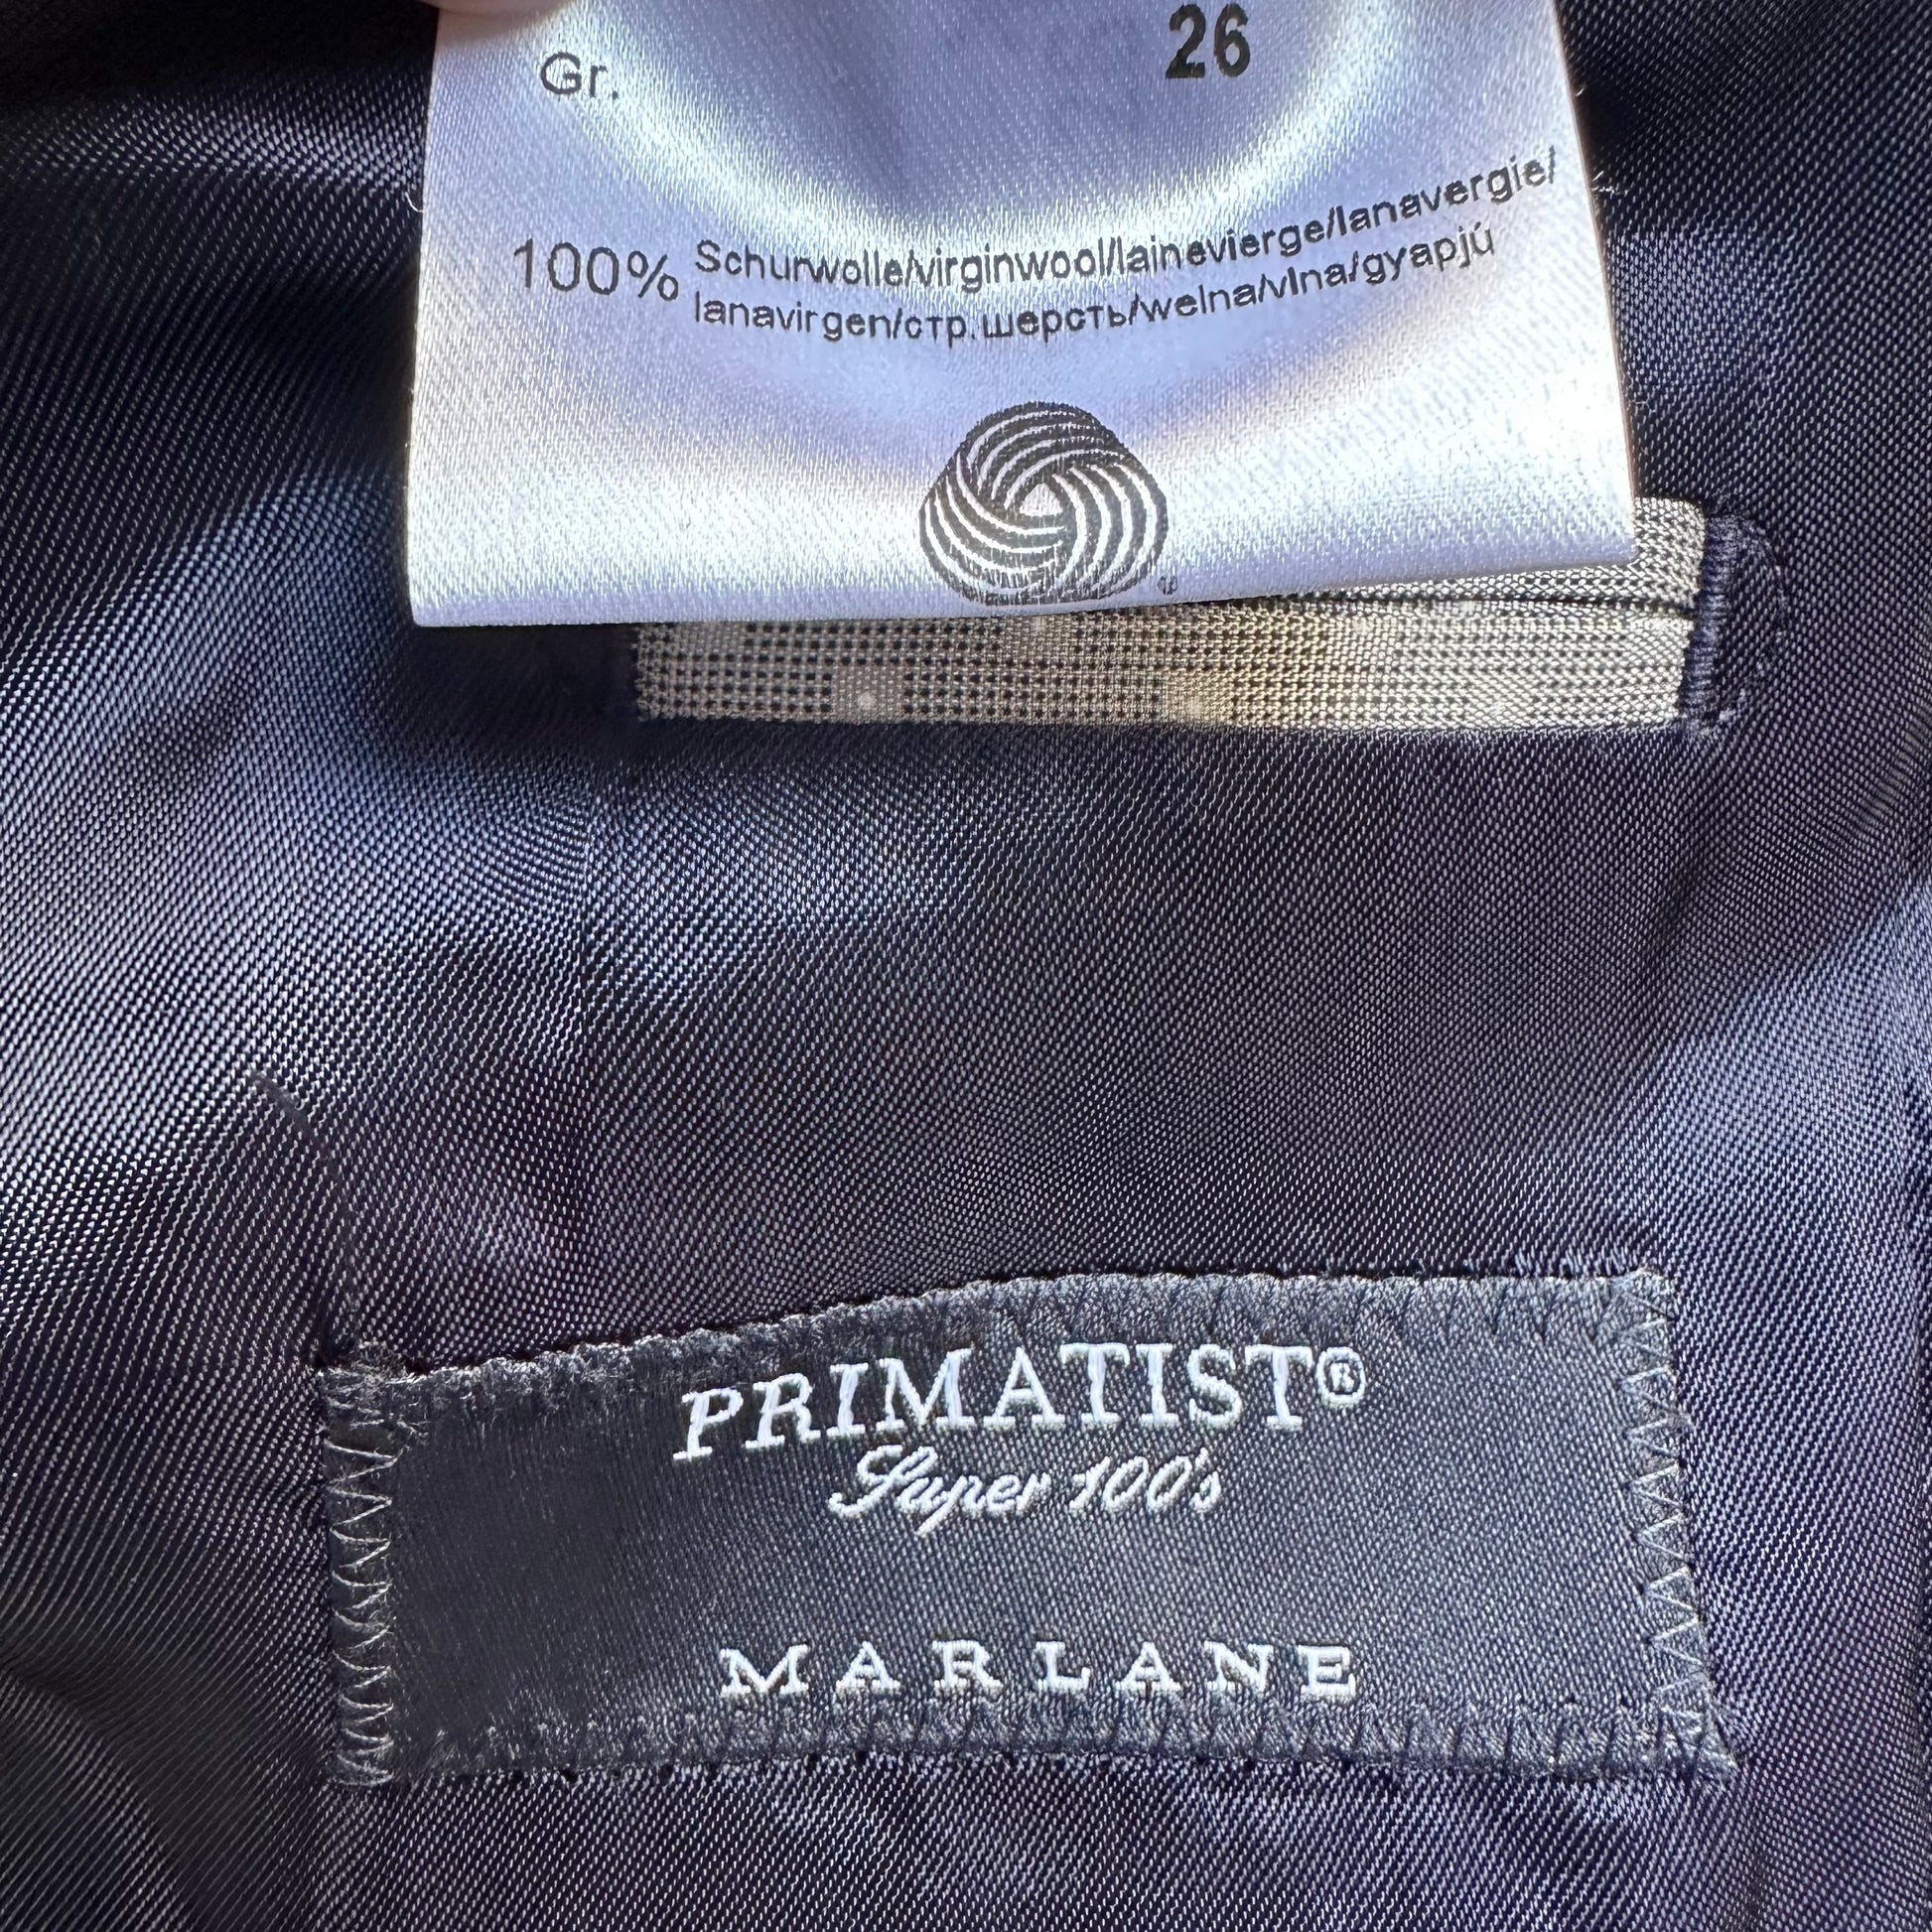 Gr. 26
100% Schurwolle/virginwool/lainevierge/lanavergie/
lanavirgen/стр.шерсть/welna/vlna/gyapjú
PRIMATIST®
Super 100's
MARLANE